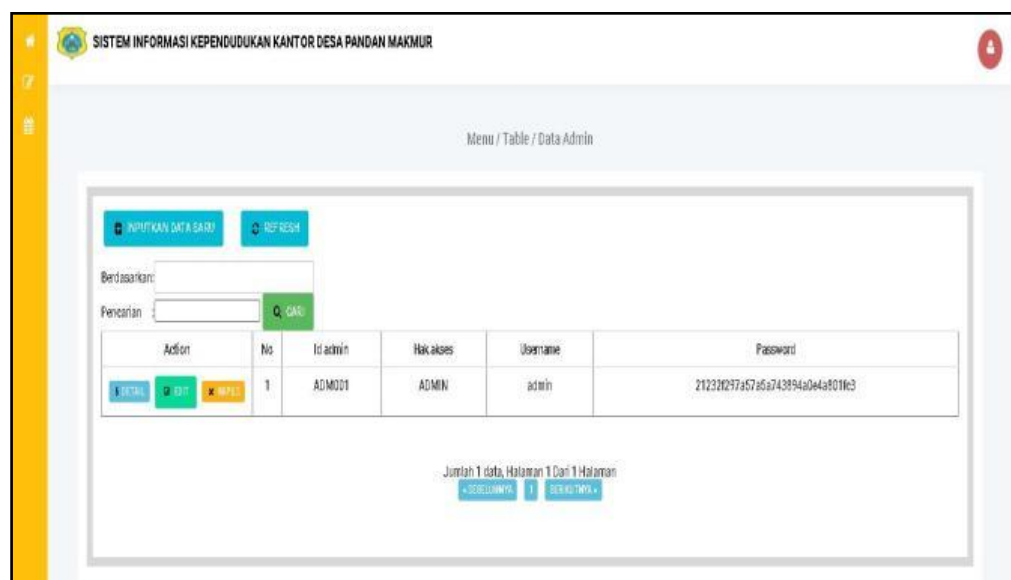 SISTEM INFORMASI KEPENDUDUKAN KANTOR DESA PANDAN MAKMUR
Menu / Table / Data Admin
INPUTKAN DATA BARU REFRESH
Berdasarkan:
Pencarian :
CARI
Action No Id admin Hak akses Username Password
DETAIL EDIT HAPUS 1 ADM001 ADMIN admin 21232f297a57a5a743894a0e4a801fc3
Jumlah 1 data, Halaman 1 Dari 1 Halaman
« SEBELUMNYA 1 BERIKUTNYA »